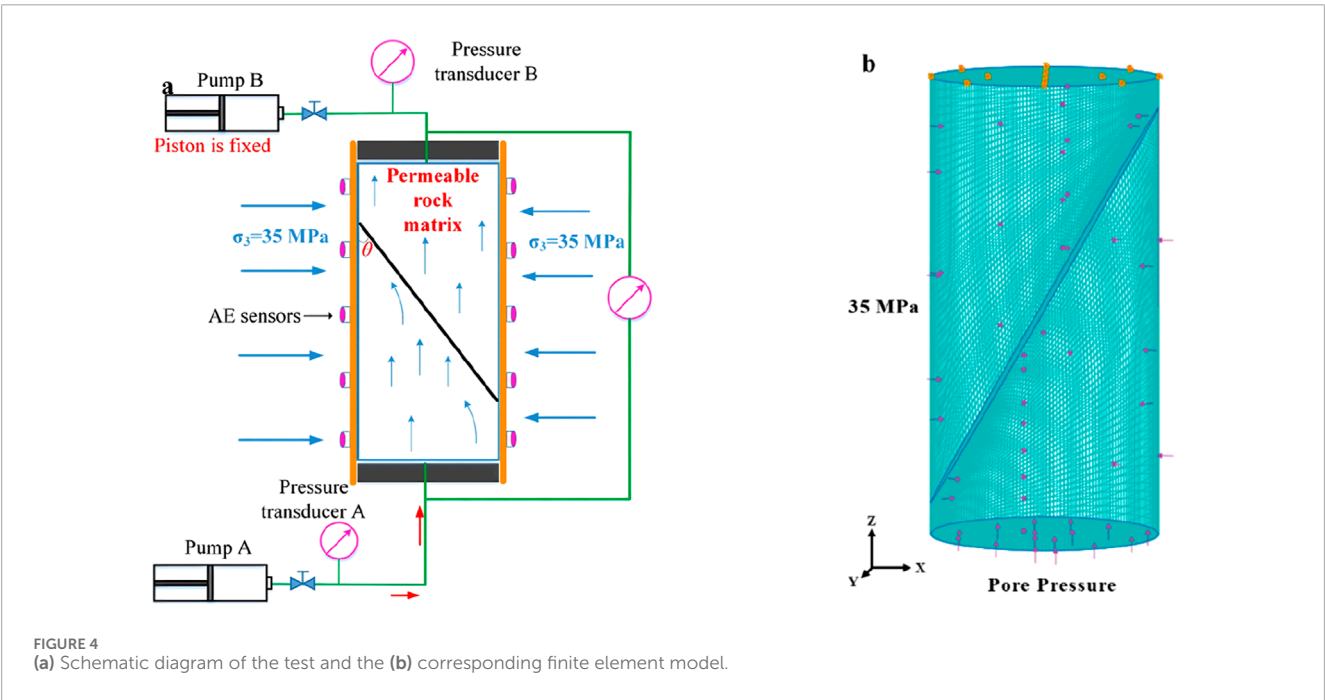 a
Pump B
Piston is fixed
Pressure
transducer B
Permeable
rock
matrix
σ₃=35 MPa
θ
σ₃=35 MPa
AE sensors
Pressure
transducer A
Pump A
b
35 MPa
Z
X
Y
Pore Pressure
FIGURE 4
(a) Schematic diagram of the test and the (b) corresponding finite element model.